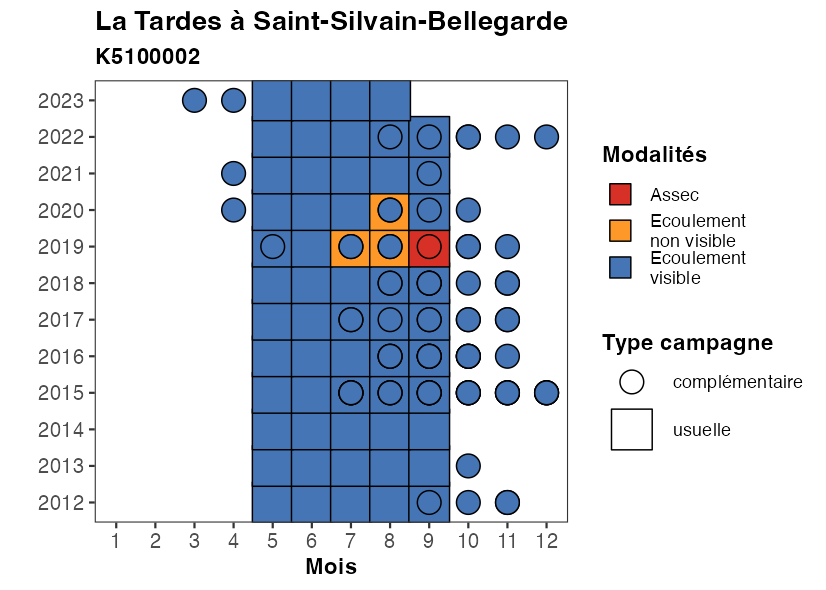 La Tardes à Saint-Silvain-Bellegarde
K5100002
2023
2022
2021
2020
2019
2018
2017
2016
2015
2014
2013
2012
1 2 3 4 5 6 7 8 9 10 11 12
Mois
Modalités
Assec
Ecoulement
non visible
Ecoulement
visible
Type campagne
complémentaire
usuelle